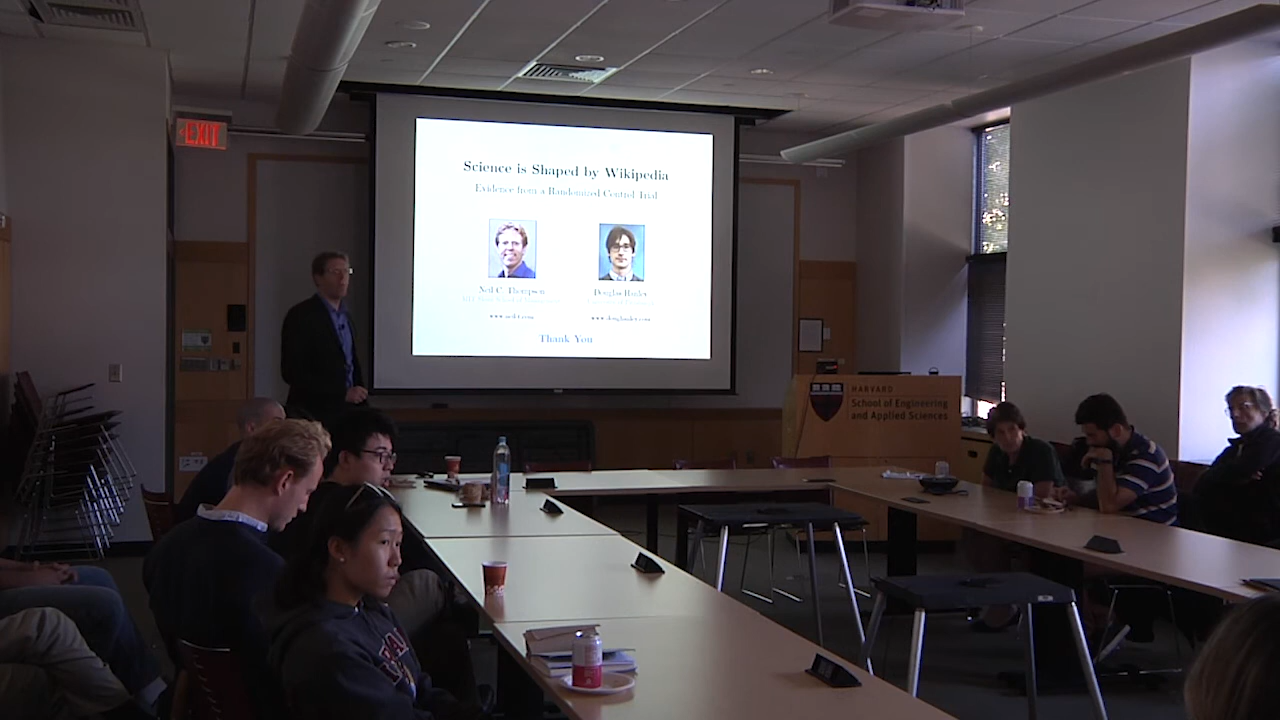 EXIT
Science is Shaped by Wikipedia
Evidence from a Randomized Control Trial
Neil C. Thompson
Douglas Hanley
Thank You
HARVARD
School of Engineering
and Applied Sciences